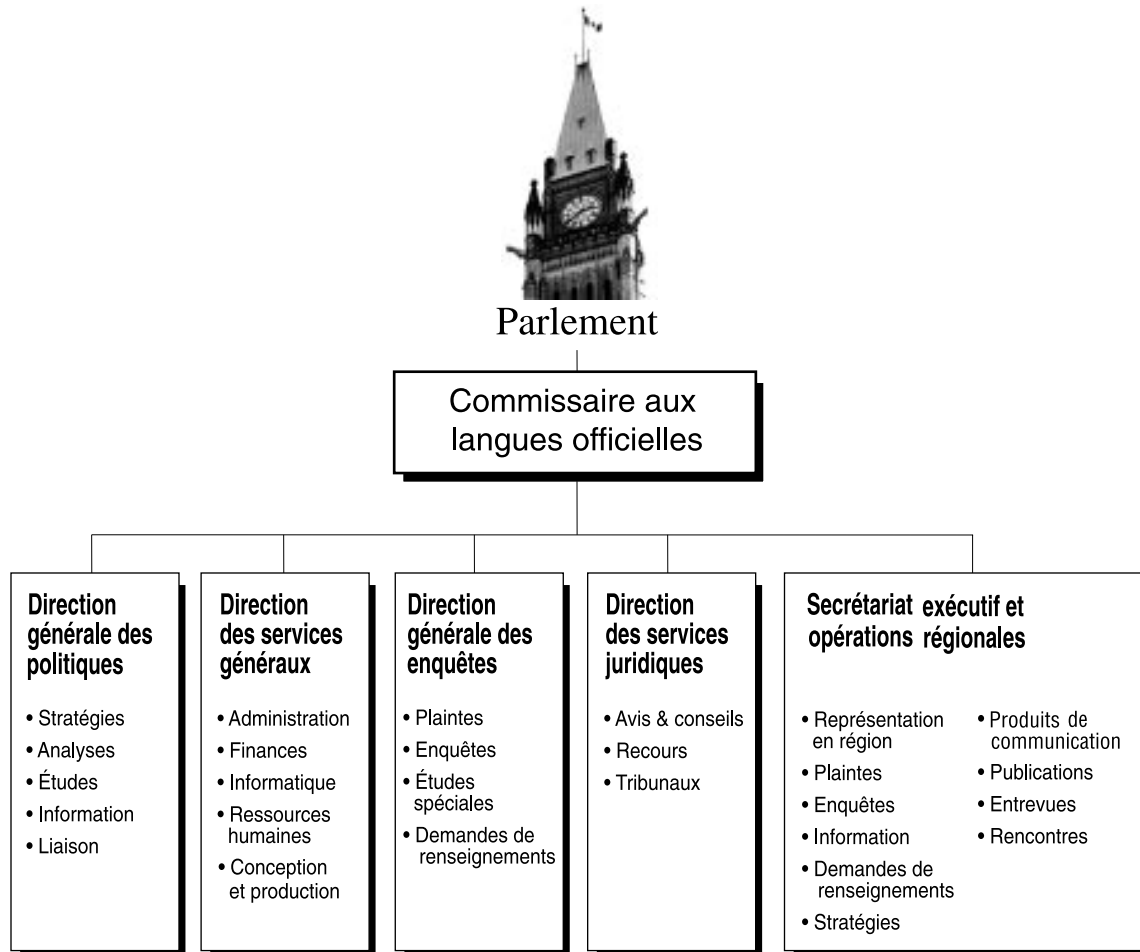 Parlement
Commissaire aux
langues officielles
Direction
générale des
politiques
• Stratégies
• Analyses
• Études
• Information
• Liaison
Direction
des services
généraux
• Administration
• Finances
• Informatique
• Ressources
humaines
• Conception
et production
Direction
générale des
enquêtes
• Plaintes
• Enquêtes
• Études
spéciales
• Demandes de
renseignements
Direction
des services
juridiques
• Avis & conseils
• Recours
• Tribunaux
Secrétariat exécutif et
opérations régionales
• Représentation
en région
• Plaintes
• Enquêtes
• Information
• Demandes de
renseignements
• Stratégies
• Produits de
communication
• Publications
• Entrevues
• Rencontres